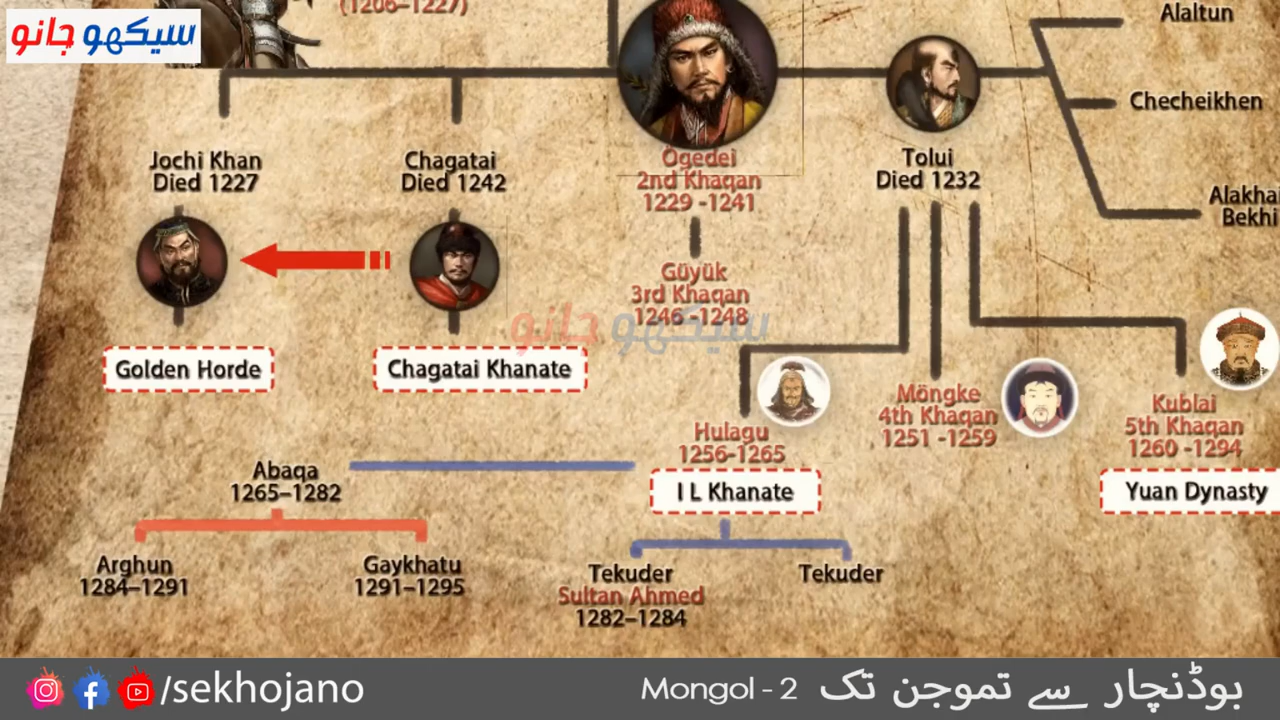 سیکھو جانو
(1206–1227)
Alaltun
Checheikhen
Alakhai
Bekhi
Jochi Khan
Died 1227
Chagatai
Died 1242
Ögedei
2nd Khaqan
1229 -1241
Tolui
Died 1232
Güyük
3rd Khaqan
1246 -1248
سیکھو جانو
Golden Horde
Chagatai Khanate
Hulagu
1256-1265
I L Khanate
Möngke
4th Khaqan
1251 -1259
Kublai
5th Khaqan
1260 -1294
Yuan Dynasty
Abaqa
1265–1282
Arghun
1284–1291
Gaykhatu
1291–1295
Tekuder
Sultan Ahmed
1282–1284
Tekuder
/sekhojano
Mongol - 2 بوڈنچار سے تموجن تک